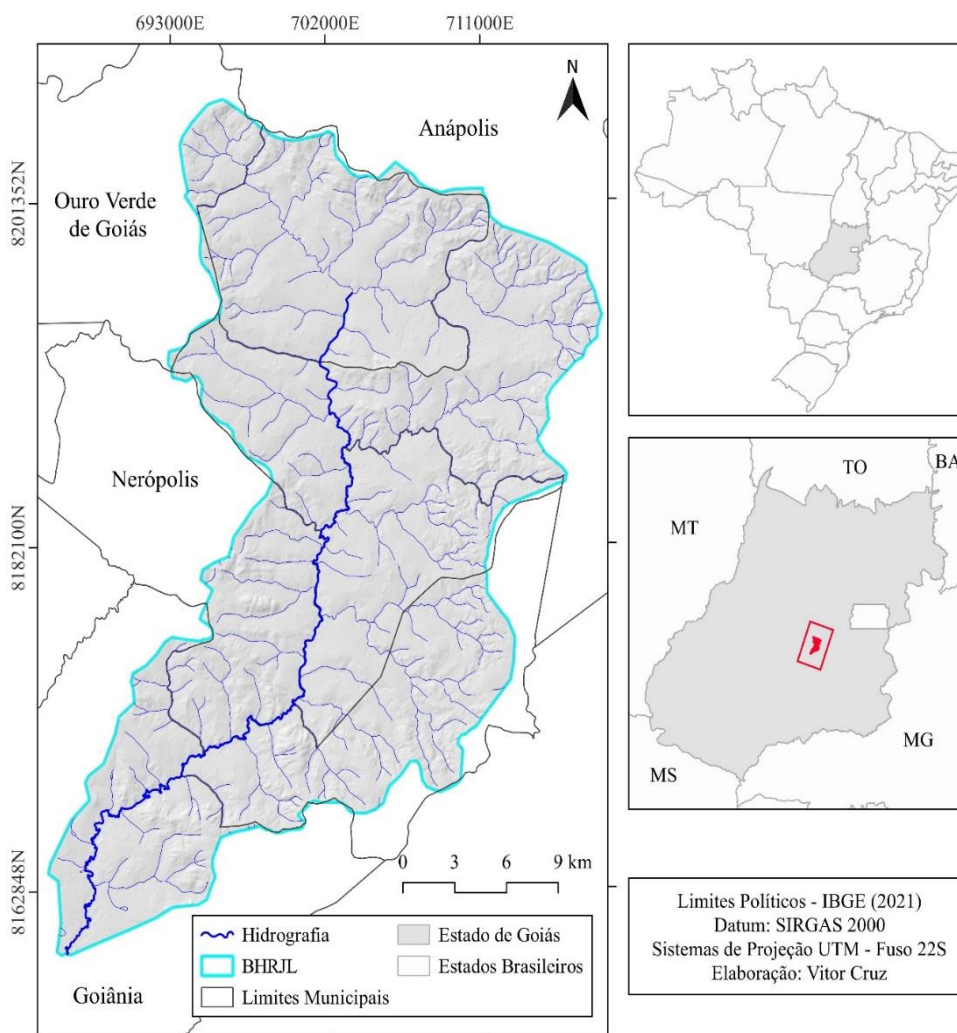 693000E
702000E
711000E
N
Anápolis
8201352N
Ouro Verde
de Goiás
Nerópolis
8182100N
8162848N
0 3 6 9 km
Goiânia
Hidrografia
BHRJL
Limites Municipais
Estado de Goiás
Estados Brasileiros
TO
BA
MT
MG
MS
Limites Políticos - IBGE (2021)
Datum: SIRGAS 2000
Sistemas de Projeção UTM - Fuso 22S
Elaboração: Vitor Cruz